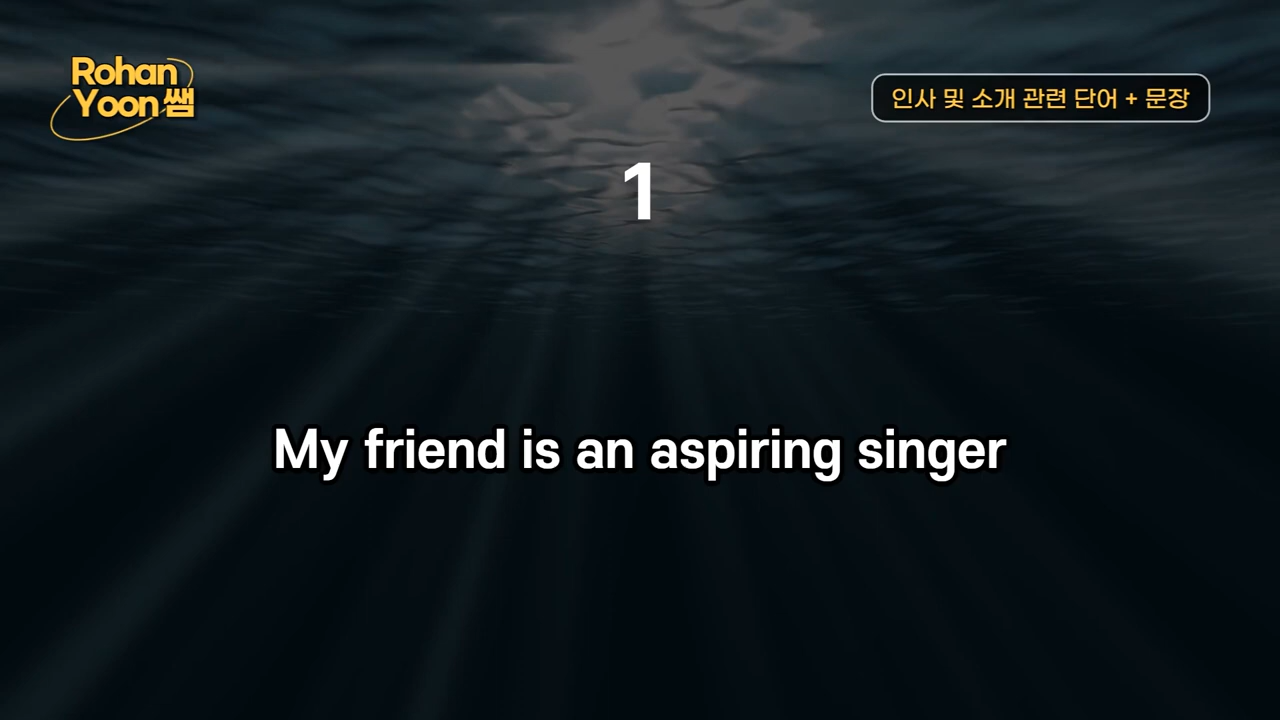 Rohan
Yoon쌤
인사 및 소개 관련 단어 + 문장
1
My friend is an aspiring singer